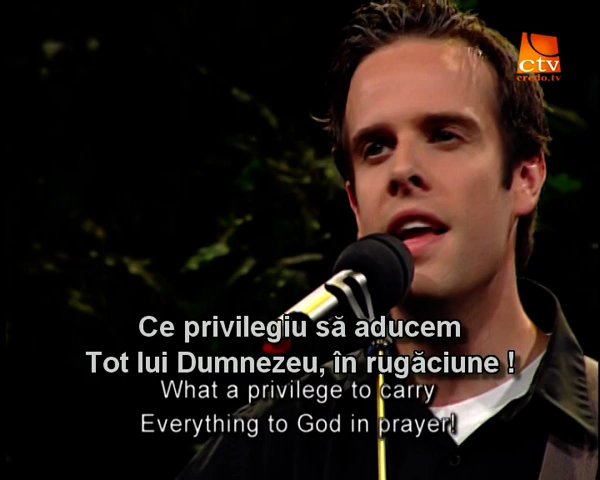 ctv
credo.tv
Ce privilegiu să aducem
Tot lui Dumnezeu, în rugăciune !
What a privilege to carry
Everything to God in prayer!